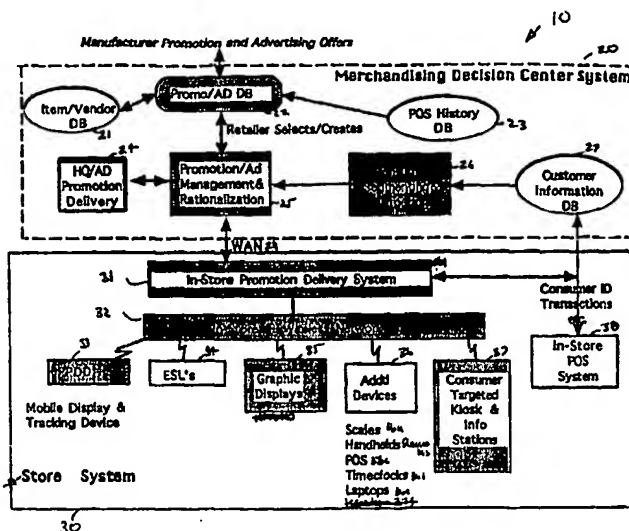 10
Manufacturer Promotion and Advertising Offers
20
Merchandising Decision Center System
Promo/AD DB
22
Item/Vendor
DB
21
Retailer Selects/Creates
POS History
DB
23
24
HQ/AD
Promotion
Delivery
Promotion/Ad
Management &
Rationalization
25
26
27
Customer
Information
DB
WAN
31
In-Store Promotion Delivery System
Consumer ID
Transactions
32
33
ESL's
34
Graphic
Displays
35
Addtl
Devices
36
37
Consumer
Targeted
Kiosk &
Info
Stations
38
In-Store
POS
System
Mobile Display &
Tracking Device
Scales
Handhelds
POS
Timeclocks
Laptops
Store System
30